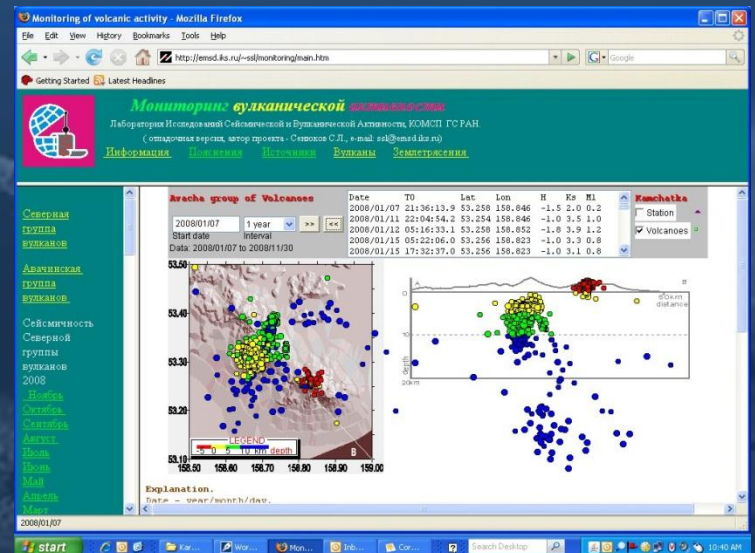 Monitoring of volcanic activity - Mozilla Firefox
File Edit View History Bookmarks Tools Help
http://emsd.iks.ru/~ssl/monitoring/main.htm
Google
Getting Started Latest Headlines
Мониторинг вулканической активности
Лаборатория Исследований Сейсмической и Вулканической Активности, КОМСП ГС РАН.
( отладочная версия, автор проекта - Сенюков С.Л., e-mail: ssl@emsd.iks.ru)
Информация Пояснения Источники Вулканы Землетрясения
Северная
группа
вулканов
Авачинская
группа
вулканов
Сейсмичность
Северной
группы
вулканов
2008
Ноябрь
Октябрь
Сентябрь
Август
Июль
Июнь
Май
Апрель
Март
Avacha group of Volcanoes
2008/01/07 1 year >> <<
Start date Interval
Data: 2008/01/07 to 2008/11/30
Date T0 Lat Lon H Ks Ml
2008/01/07 21:36:13.9 53.258 158.846 -1.5 2.0 0.2
2008/01/11 22:04:54.2 53.254 158.846 -1.0 3.5 1.0
2008/01/12 05:16:33.1 53.258 158.852 -1.8 3.9 1.2
2008/01/15 05:22:06.0 53.256 158.823 -1.0 3.3 0.8
2008/01/15 17:32:37.0 53.256 158.823 -1.0 3.1 0.8
Kamchatka
Station
Volcanoes
53.50
53.40
53.30
53.20
53.10
LEGEND
-5 0 5 10 km depth
B
158.50 158.60 158.70 158.80 158.90 159.00
A B
0
60km
distance
10
depth
20km
Explanation.
Date - year/month/day.
2008/01/07
start Kar... Wor... Mon... Inb... Cor... Search Desktop 10:40 AM